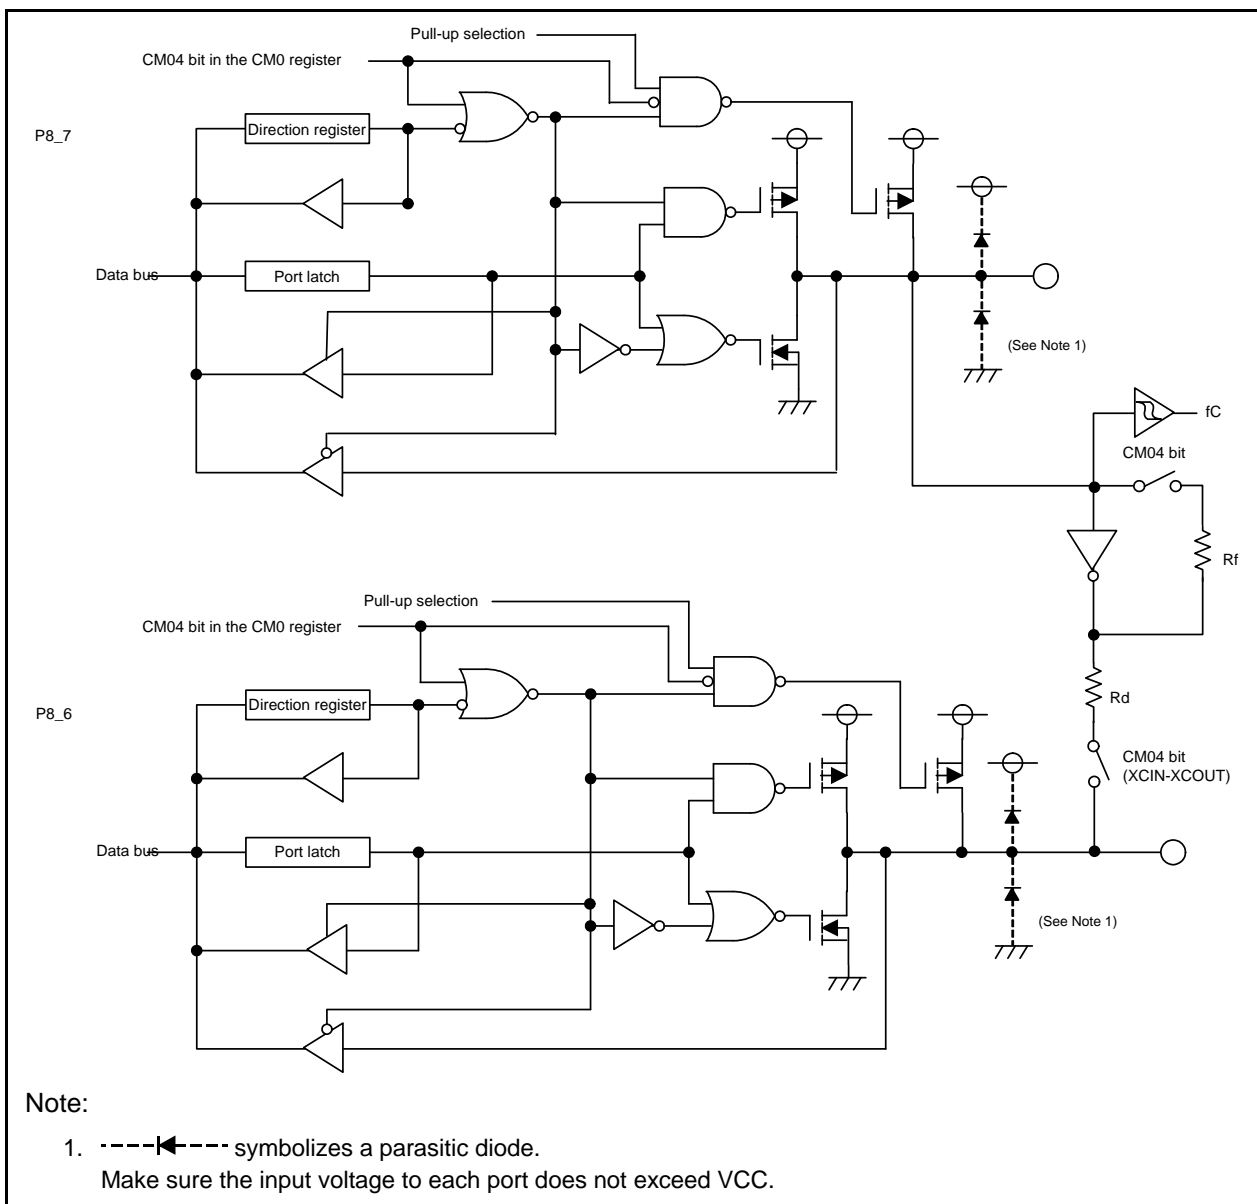 Pull-up selection
CM04 bit in the CM0 register
Direction register
P8_7
Data bus
Port latch
(See Note 1)
fC
CM04 bit
Rf
Pull-up selection
CM04 bit in the CM0 register
Direction register
Rd
P8_6
CM04 bit
(XCIN-XCOUT)
Data bus
Port latch
(See Note 1)
Note:
1. symbolizes a parasitic diode.
Make sure the input voltage to each port does not exceed VCC.